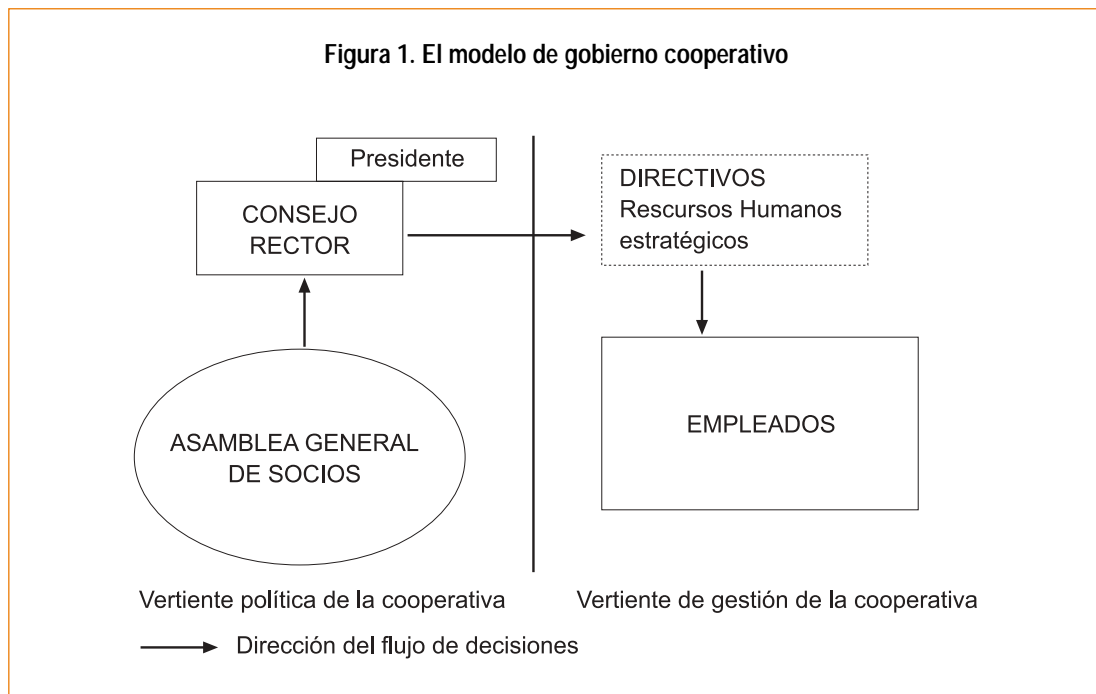 Figura 1. El modelo de gobierno cooperativo
Presidente
CONSEJO
RECTOR
DIRECTIVOS
Rescursos Humanos
estratégicos
ASAMBLEA GENERAL
DE SOCIOS
EMPLEADOS
Vertiente política de la cooperativa
Vertiente de gestión de la cooperativa
Dirección del flujo de decisiones